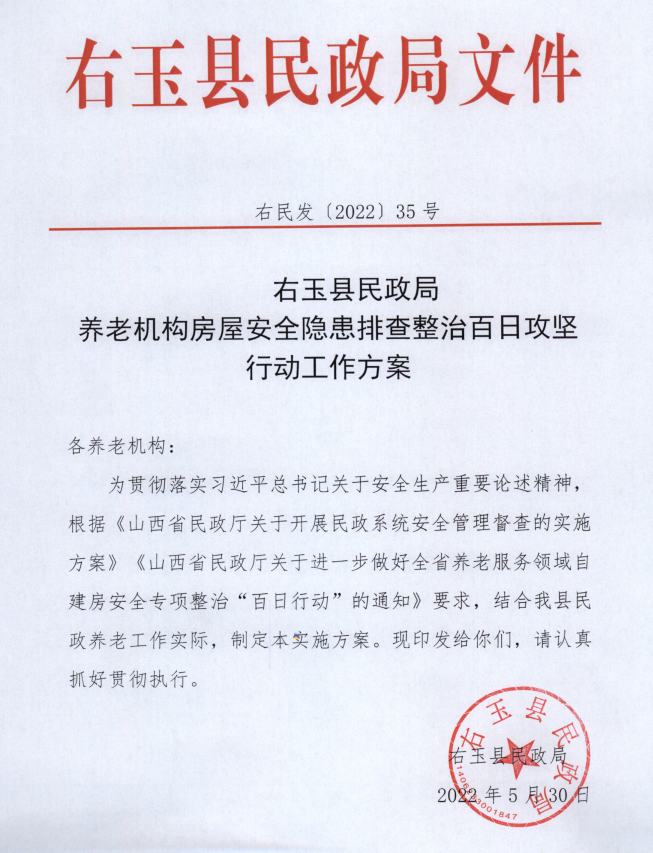 右玉县民政局文件
右民发〔2022〕35号
右玉县民政局
养老机构房屋安全隐患排查整治百日攻坚
行动工作方案
各养老机构：
为贯彻落实习近平总书记关于安全生产重要论述精神，
根据《山西省民政厅关于开展民政系统安全管理督查的实施
方案》《山西省民政厅关于进一步做好全省养老服务领域自
建房安全专项整治“百日行动”的通知》要求，结合我县民
政养老工作实际，制定本实施方案。现印发给你们，请认真
抓好贯彻执行。
右玉县民政局
2022年5月30日
右玉县民政局